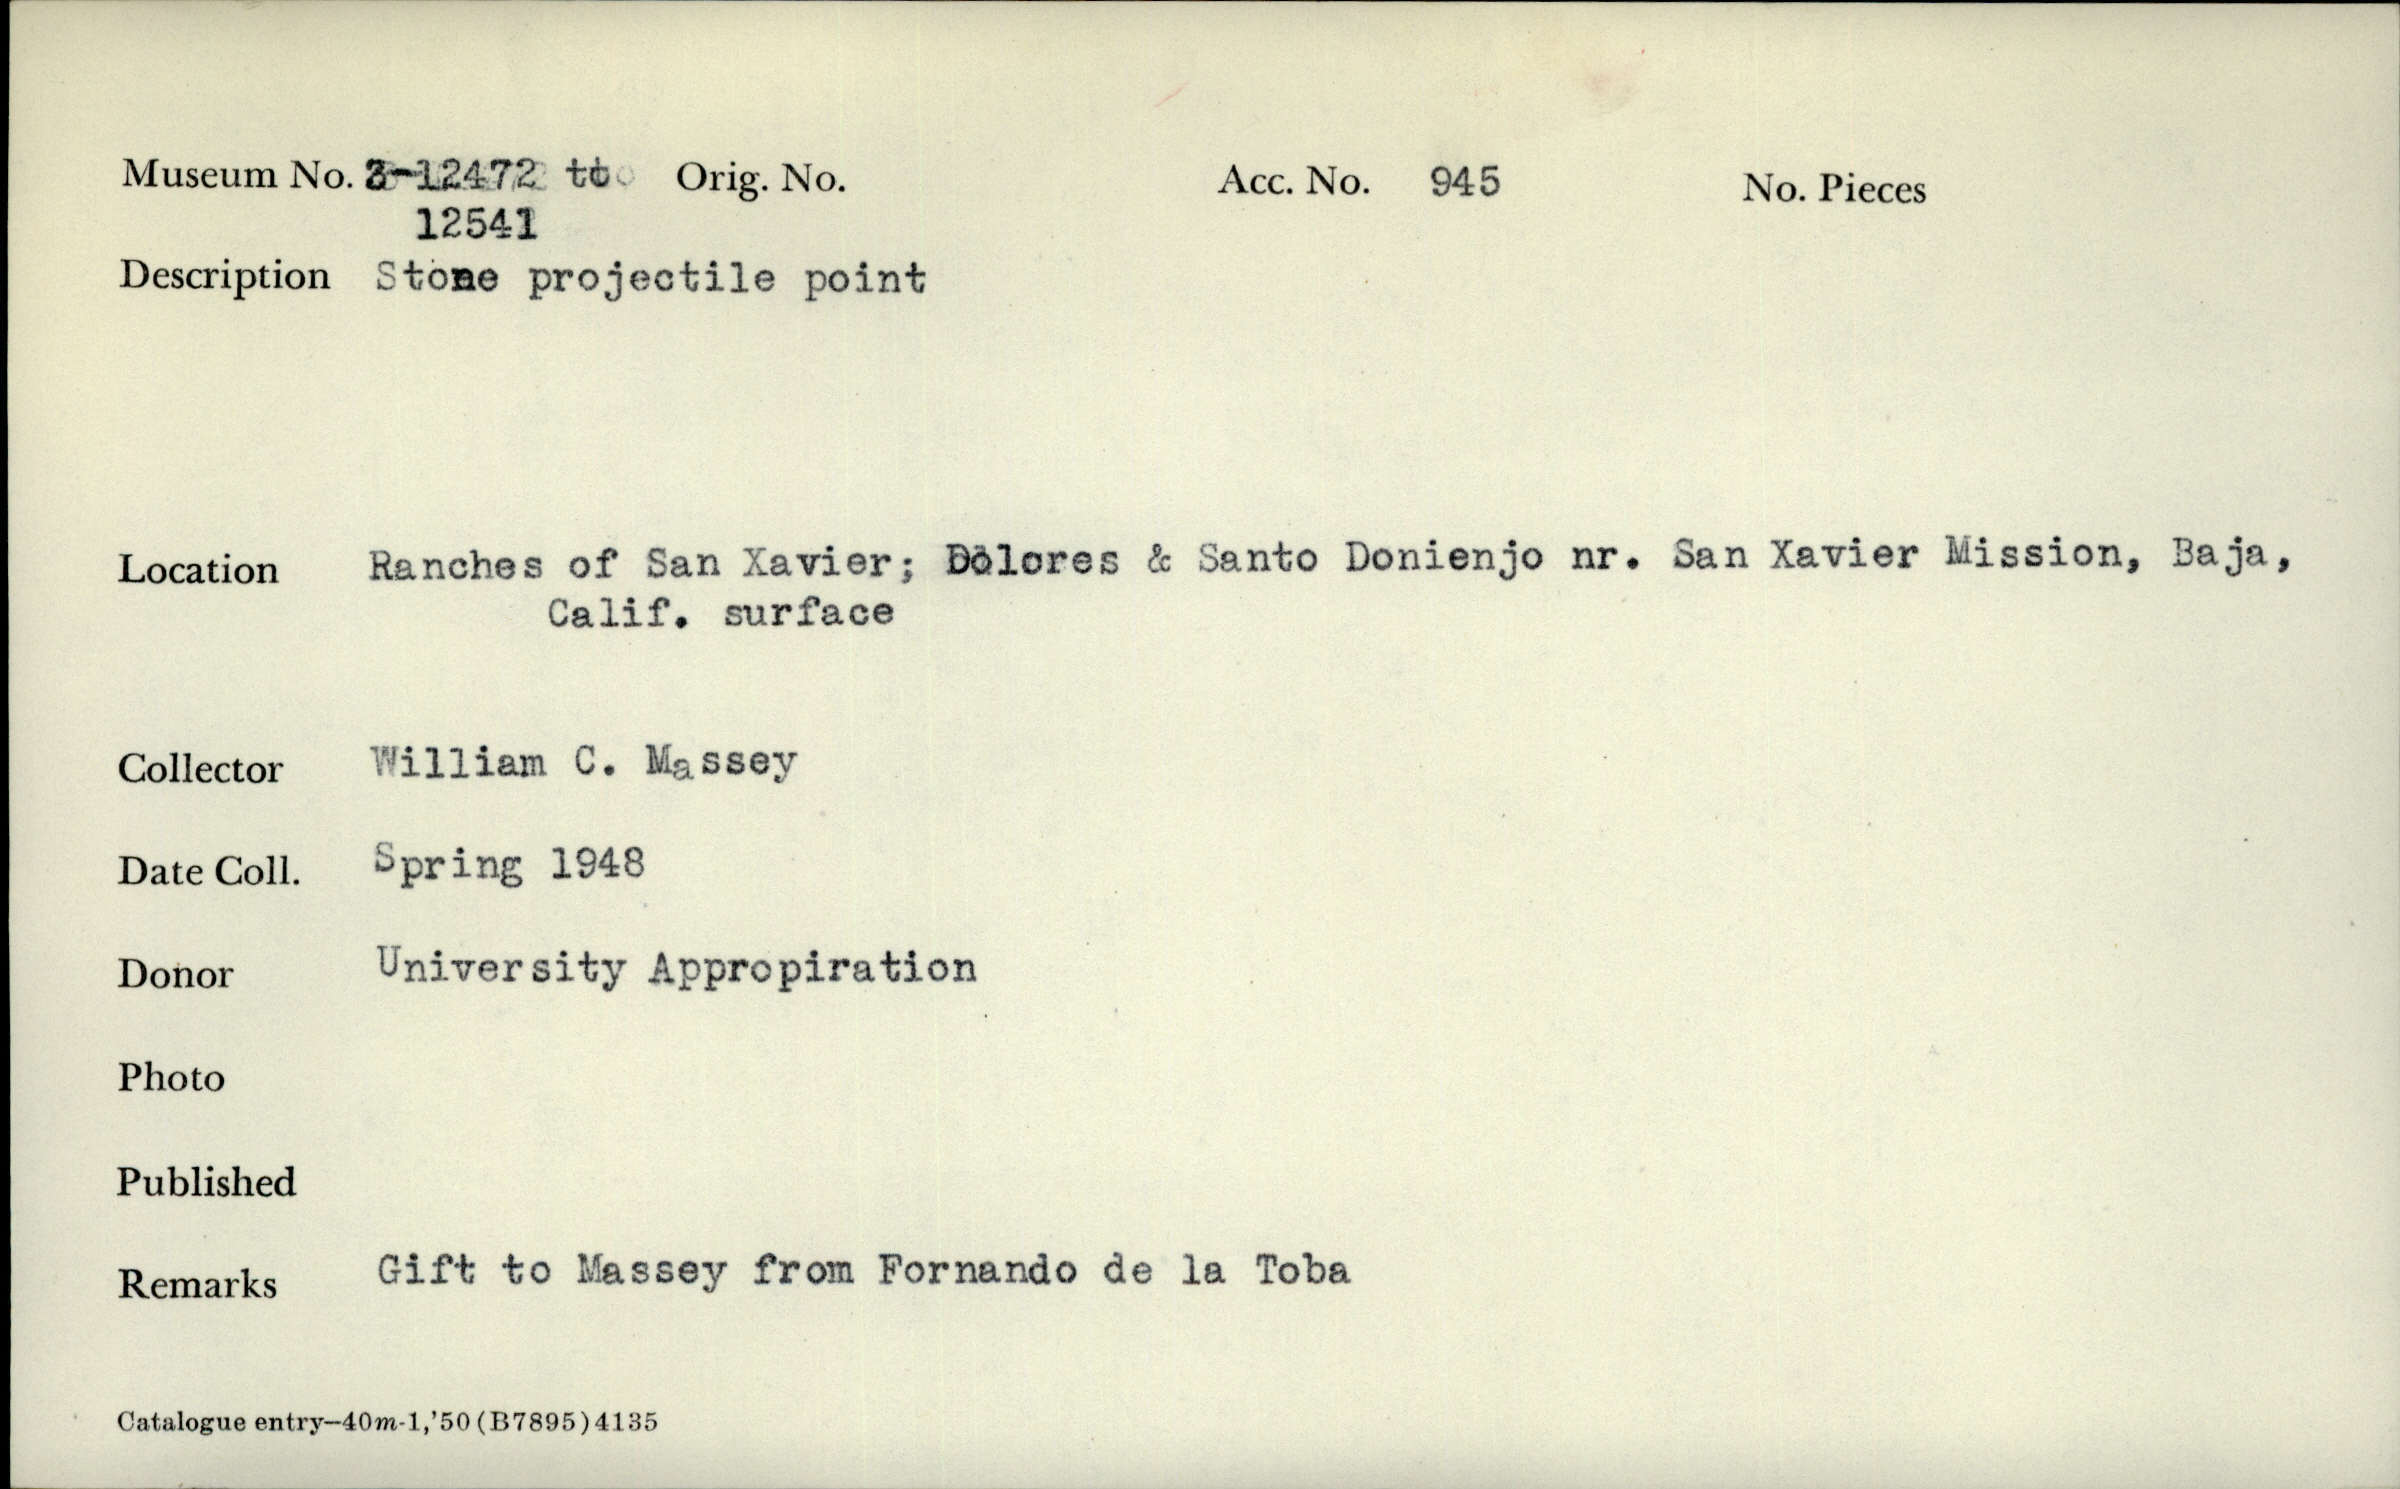 Museum No. 3-12472 to Orig. No. Acc. No. 945 No. Pieces
12541
Description Stone projectile point
Location Ranches of San Xavier; Dolores & Santo Donienjo nr. San Xavier Mission, Baja,
Calif. surface
Collector William C. Massey
Date Coll. Spring 1948
Donor University Appropiration
Photo
Published
Remarks Gift to Massey from Fornando de la Toba
Catalogue entry—40m-1,'50(B7895)4135